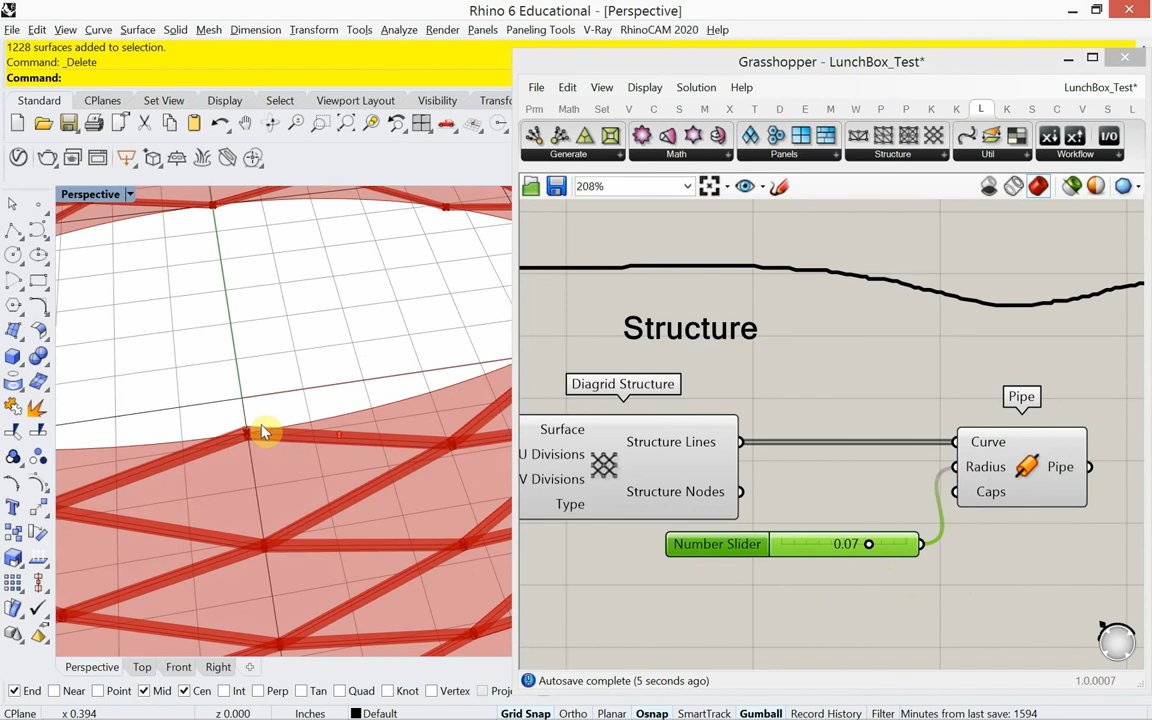 Rhino 6 Educational - [Perspective]
File Edit View Curve Surface Solid Mesh Dimension Transform Tools Analyze Render Panels Paneling Tools V-Ray RhinoCAM 2020 Help
1228 surfaces added to selection.
Command: _Delete
Command:
Standard CPlanes Set View Display Select Viewport Layout Visibility Transfo
Perspective
Grasshopper - LunchBox_Test*
File Edit View Display Solution Help LunchBox_Test*
Prm Math Set V C S M X T D W P P K K L K S V S L
Generate Math Panels Structure Util Workflow
208%
Structure
Diagrid Structure
Surface
U Divisions
V Divisions
Type
Structure Lines
Structure Nodes
Pipe
Curve
Radius
Caps
Pipe
Number Slider 0.07
Autosave complete (5 seconds ago) 1.0.0007
Perspective Top Front Right
End Near Point Mid Cen Int Perp Tan Quad Knot Vertex Proje
CPlane x 0.394 z 0.000 Inches Default Grid Snap Ortho Planar Osnap SmartTrack Gumball Record History Filter Minutes from last save: 1594